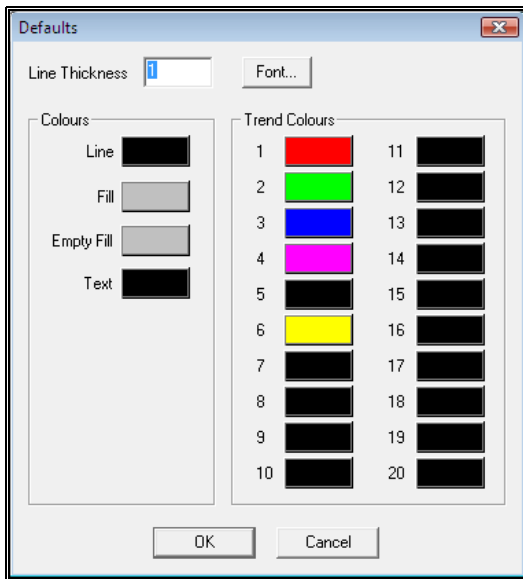 Defaults
Line Thickness 1 Font...
Colours
Line
Fill
Empty Fill
Text
Trend Colours
1 11
2 12
3 13
4 14
5 15
6 16
7 17
8 18
9 19
10 20
OK Cancel